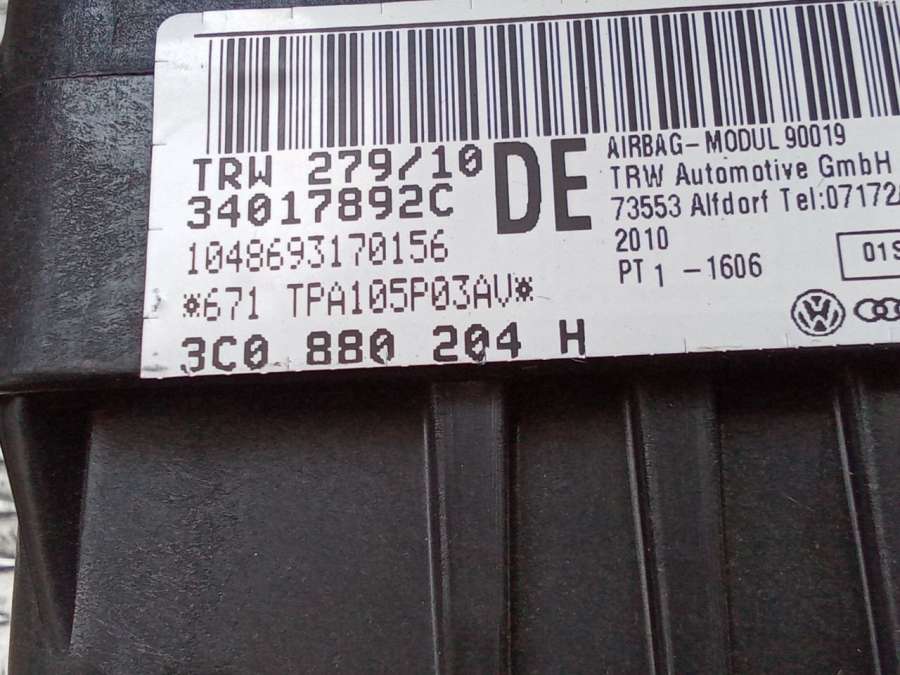 TRW 279/10
34017892C
1048693170156
*671 TPA105P03AV*
3C0 880 204 H
DE
AIRBAG-MODUL 90019
TRW Automotive GmbH
73553 Alfdorf Tel:07172/
2010
PT 1 -1606
01S